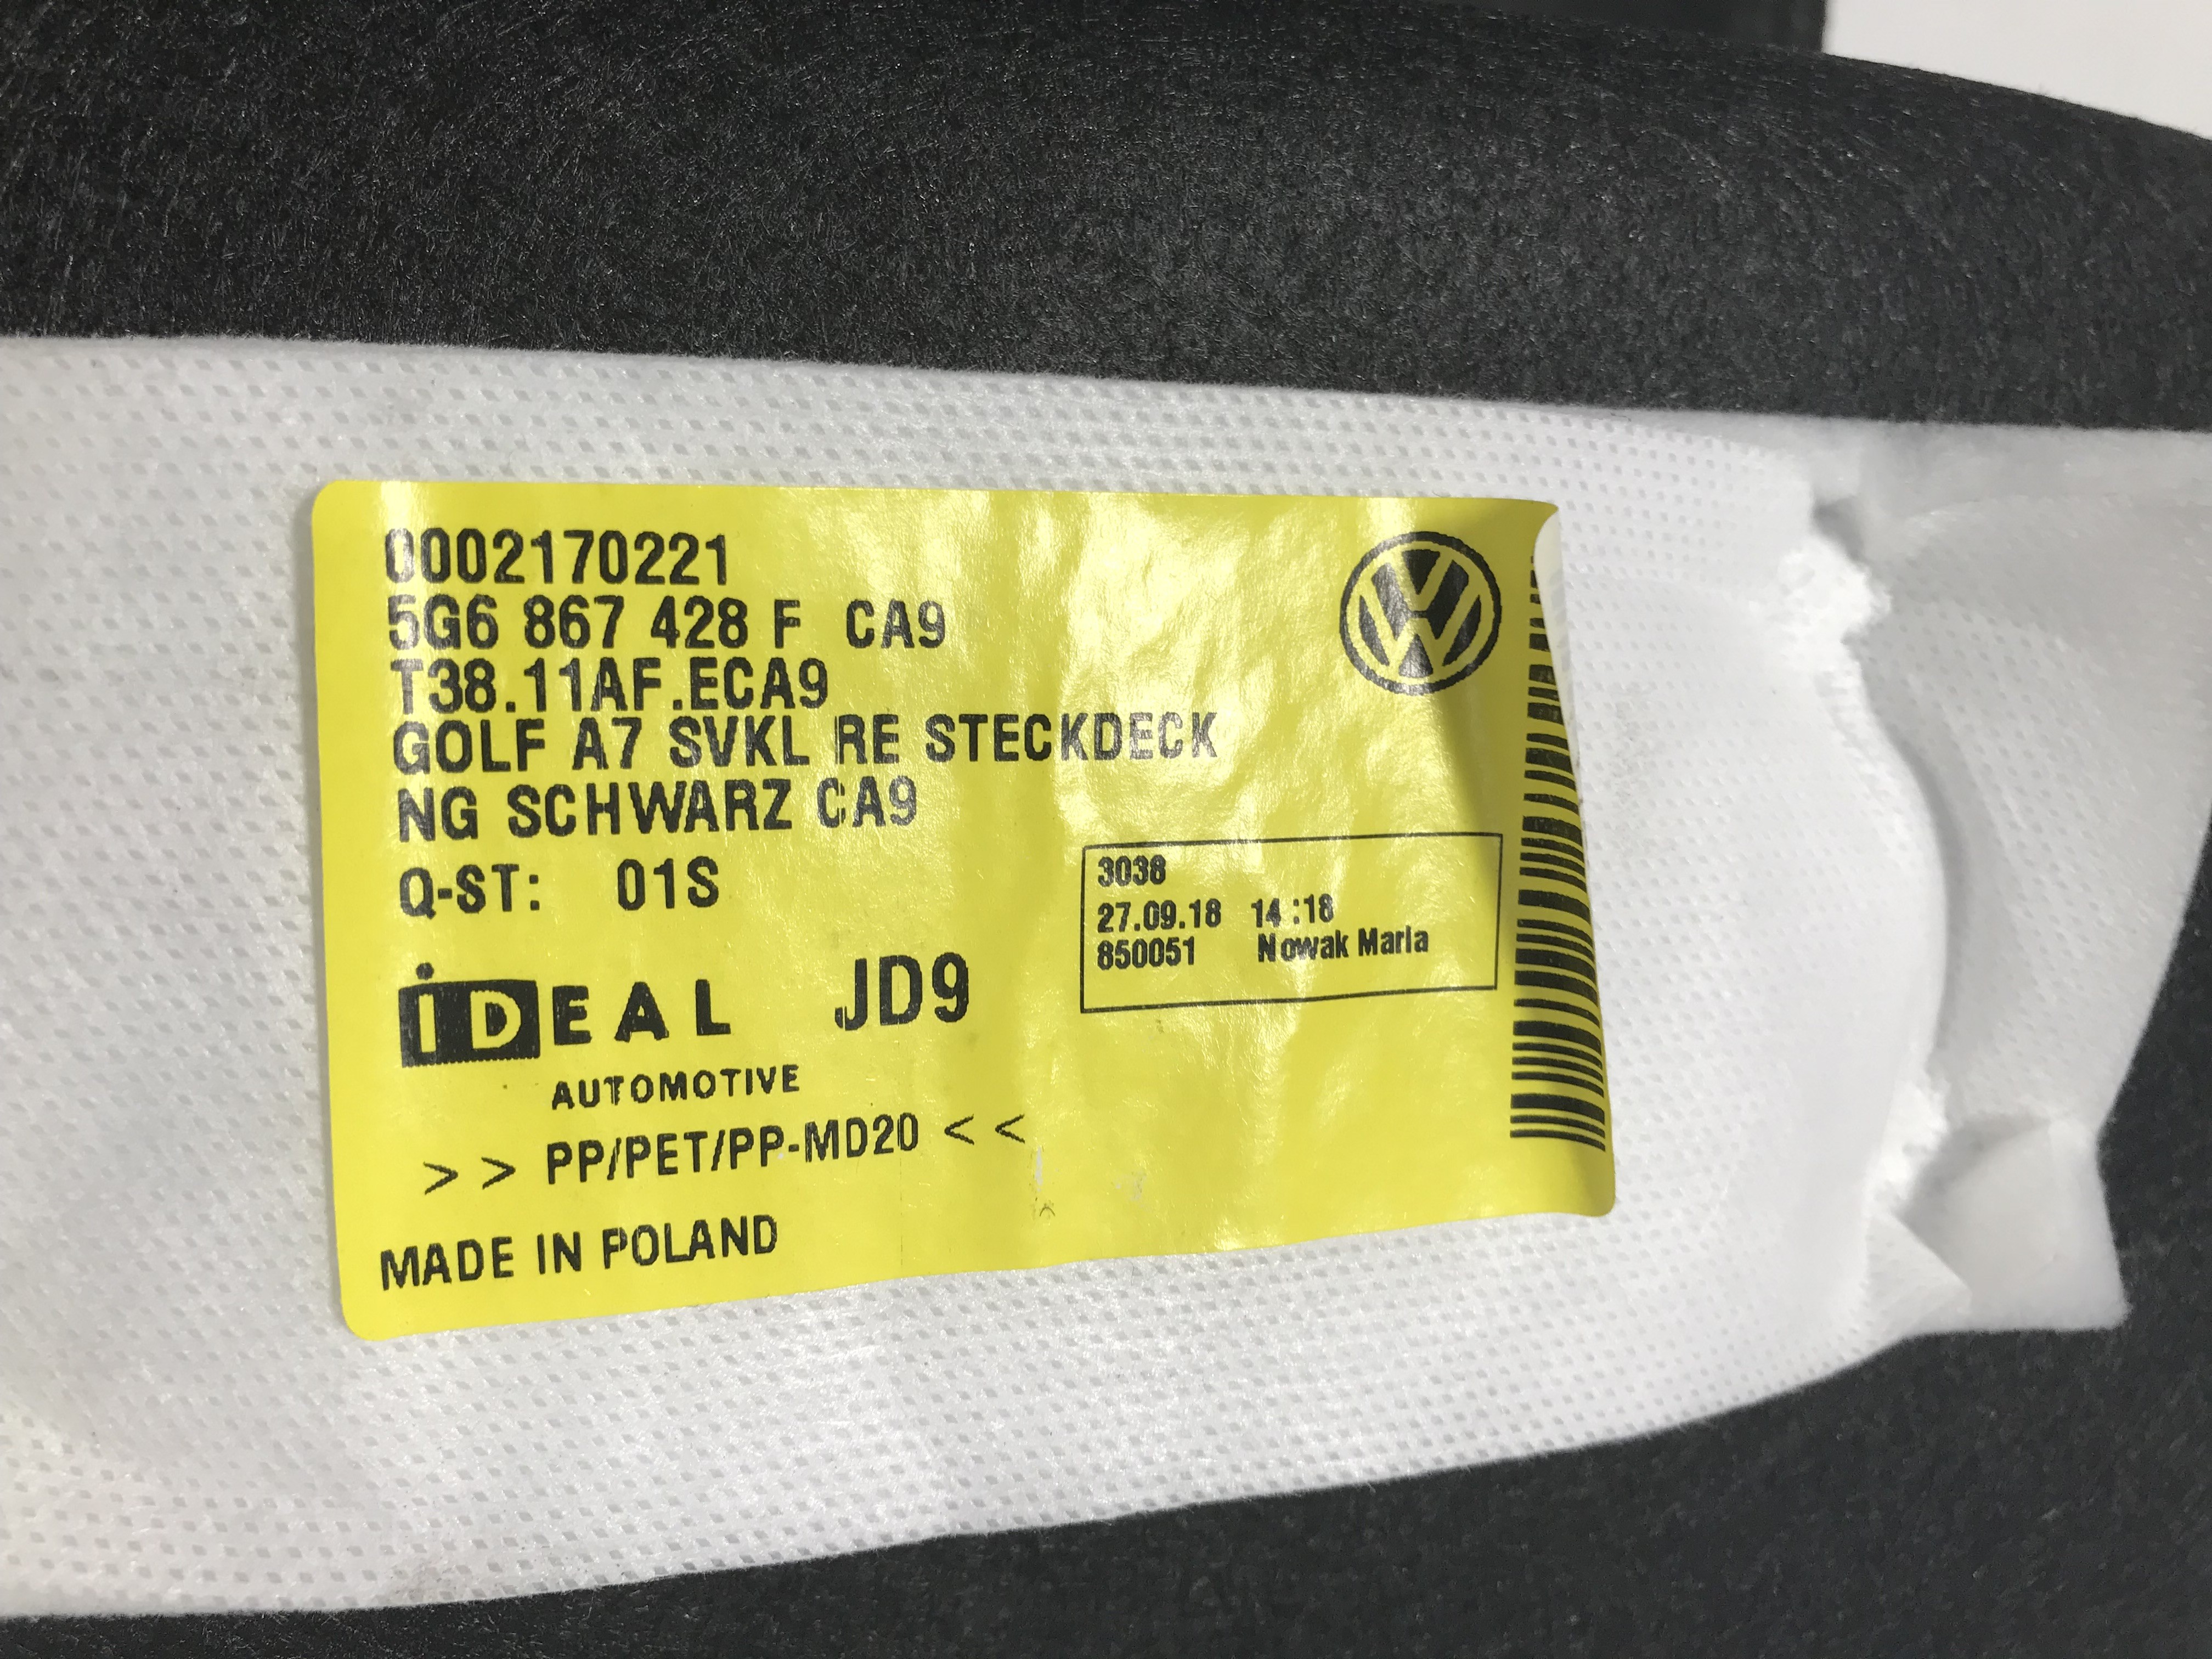 0002170221
5G6 867 428 F CA9
T38.11AF.ECA9
GOLF A7 SVKL RE STECKDECK
NG SCHWARZ CA9
Q-ST: 01S
3038
27.09.18 14:18
850051 Nowak Maria
iDEAL JD9
AUTOMOTIVE
>> PP/PET/PP-MD20 <<
MADE IN POLAND